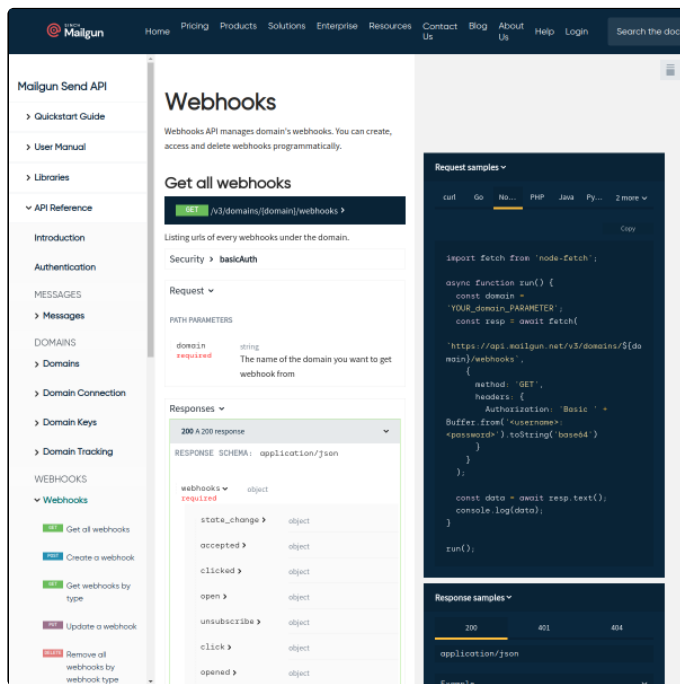 SINCH
Mailgun
Home
Pricing
Products
Solutions
Enterprise
Resources
Contact
Us
Blog
About
Us
Help
Login
Search the doc
Mailgun Send API
Quickstart Guide
User Manual
Libraries
API Reference
Introduction
Authentication
MESSAGES
Messages
DOMAINS
Domains
Domain Connection
Domain Keys
Domain Tracking
WEBHOOKS
Webhooks
GET Get all webhooks
POST Create a webhook
GET Get webhooks by
type
PUT Update a webhook
DELETE Remove all
webhooks by
webhook type
Webhooks
Webhooks API manages domain's webhooks. You can create,
access and delete webhooks programmatically.
Get all webhooks
GET /v3/domains/{domain}/webhooks
Listing urls of every webhooks under the domain.
Security > basicAuth
Request
PATH PARAMETERS
domain string
required The name of the domain you want to get
webhook from
Responses
200 A 200 response
RESPONSE SCHEMA: application/json
webhooks object
required
state_change > object
accepted > object
clicked > object
open > object
unsubscribe > object
click > object
opened > object
Request samples
curl Go No... PHP Java Py... 2 more
Copy
import fetch from 'node-fetch';
async function run() {
const domain =
'YOUR_domain_PARAMETER';
const resp = await fetch(
`https://api.mailgun.net/v3/domains/${do
main}/webhooks`,
{
method: 'GET',
headers: {
Authorization: 'Basic ' +
Buffer.from('<username>:
<password>').toString('base64')
}
}
);
const data = await resp.text();
console.log(data);
}
run();
Response samples
200 401 404
application/json